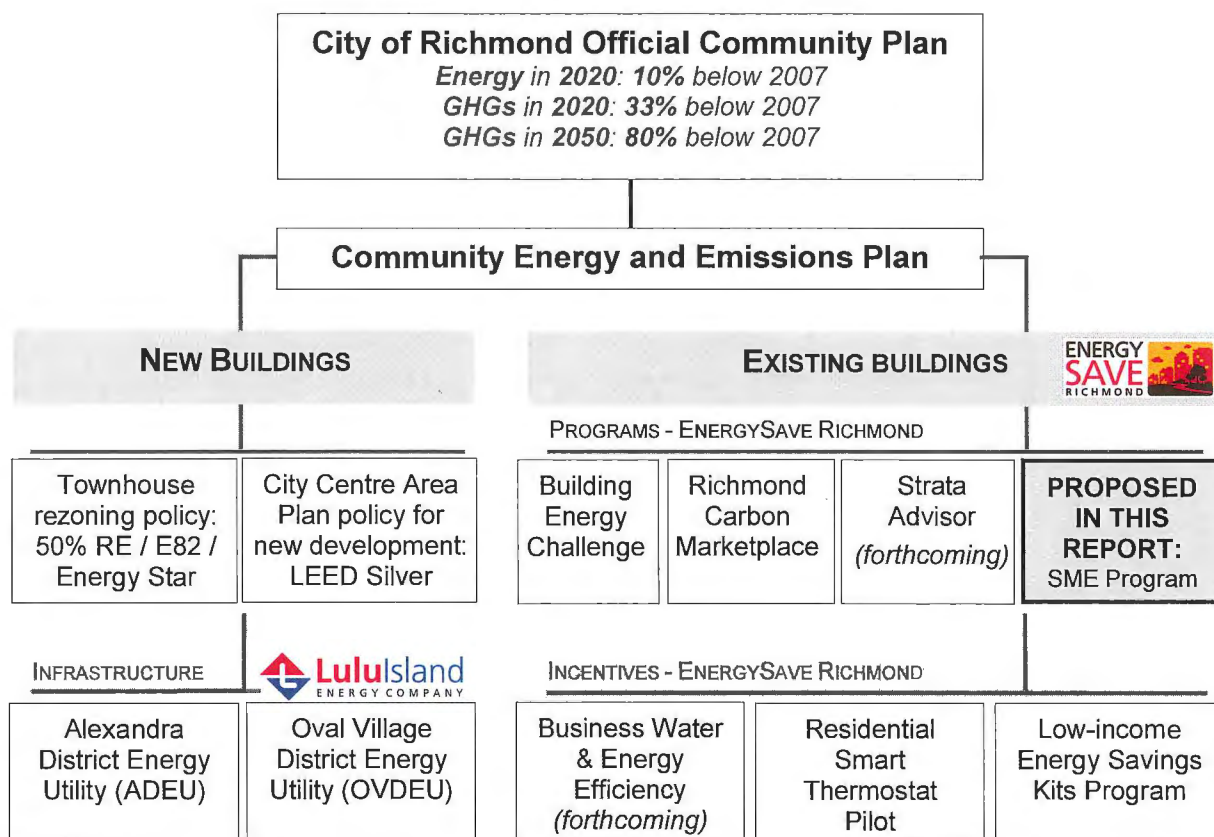 City of Richmond Official Community Plan
Energy in 2020: 10% below 2007
GHGs in 2020: 33% below 2007
GHGs in 2050: 80% below 2007
Community Energy and Emissions Plan
NEW BUILDINGS
Townhouse
rezoning policy:
50% RE / E82 /
Energy Star
City Centre Area
Plan policy for
new development:
LEED Silver
INFRASTRUCTURE
LuluIsland
ENERGY COMPANY
Alexandra
District Energy
Utility (ADEU)
Oval Village
District Energy
Utility (OVDEU)
EXISTING BUILDINGS
ENERGY
SAVE
RICHMOND
PROGRAMS - ENERGYSAVE RICHMOND
Building
Energy
Challenge
Richmond
Carbon
Marketplace
Strata
Advisor
(forthcoming)
PROPOSED
IN THIS
REPORT:
SME Program
INCENTIVES - ENERGYSAVE RICHMOND
Business Water
& Energy
Efficiency
(forthcoming)
Residential
Smart
Thermostat
Pilot
Low-income
Energy Savings
Kits Program